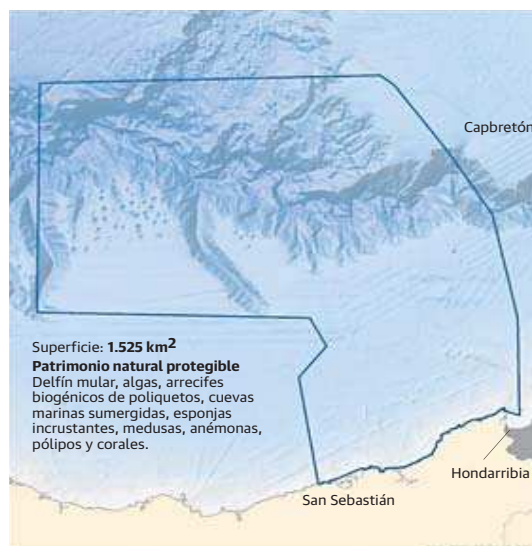 Capbretón
Superficie: 1.525 km2
Patrimonio natural protegible
Delfín mular, algas, arrecifes
biogénicos de poliquetos, cuevas
marinas sumergidas, esponjas
incrustantes, medusas, anémonas,
pólipos y corales.
Hondarribia
San Sebastián